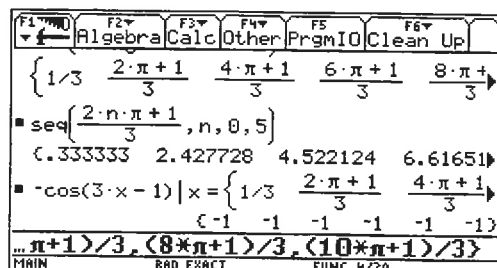 F1 F2 F3 F4 F5 F6
Algebra Calc Other PrgmIO Clean Up
{1/3 (2·π+1)/3 (4·π+1)/3 (6·π+1)/3 8·π+
■ seq((2·n·π+1)/3, n, 0, 5)
{.333333 2.427728 4.522124 6.61651
■ -cos(3·x-1)|x={1/3 (2·π+1)/3 (4·π+1)/3
{-1 -1 -1 -1 -1 -1}
…π+1)/3,(8*π+1)/3,(10*π+1)/3}
MAIN RAD EXACT FUNC 4/20